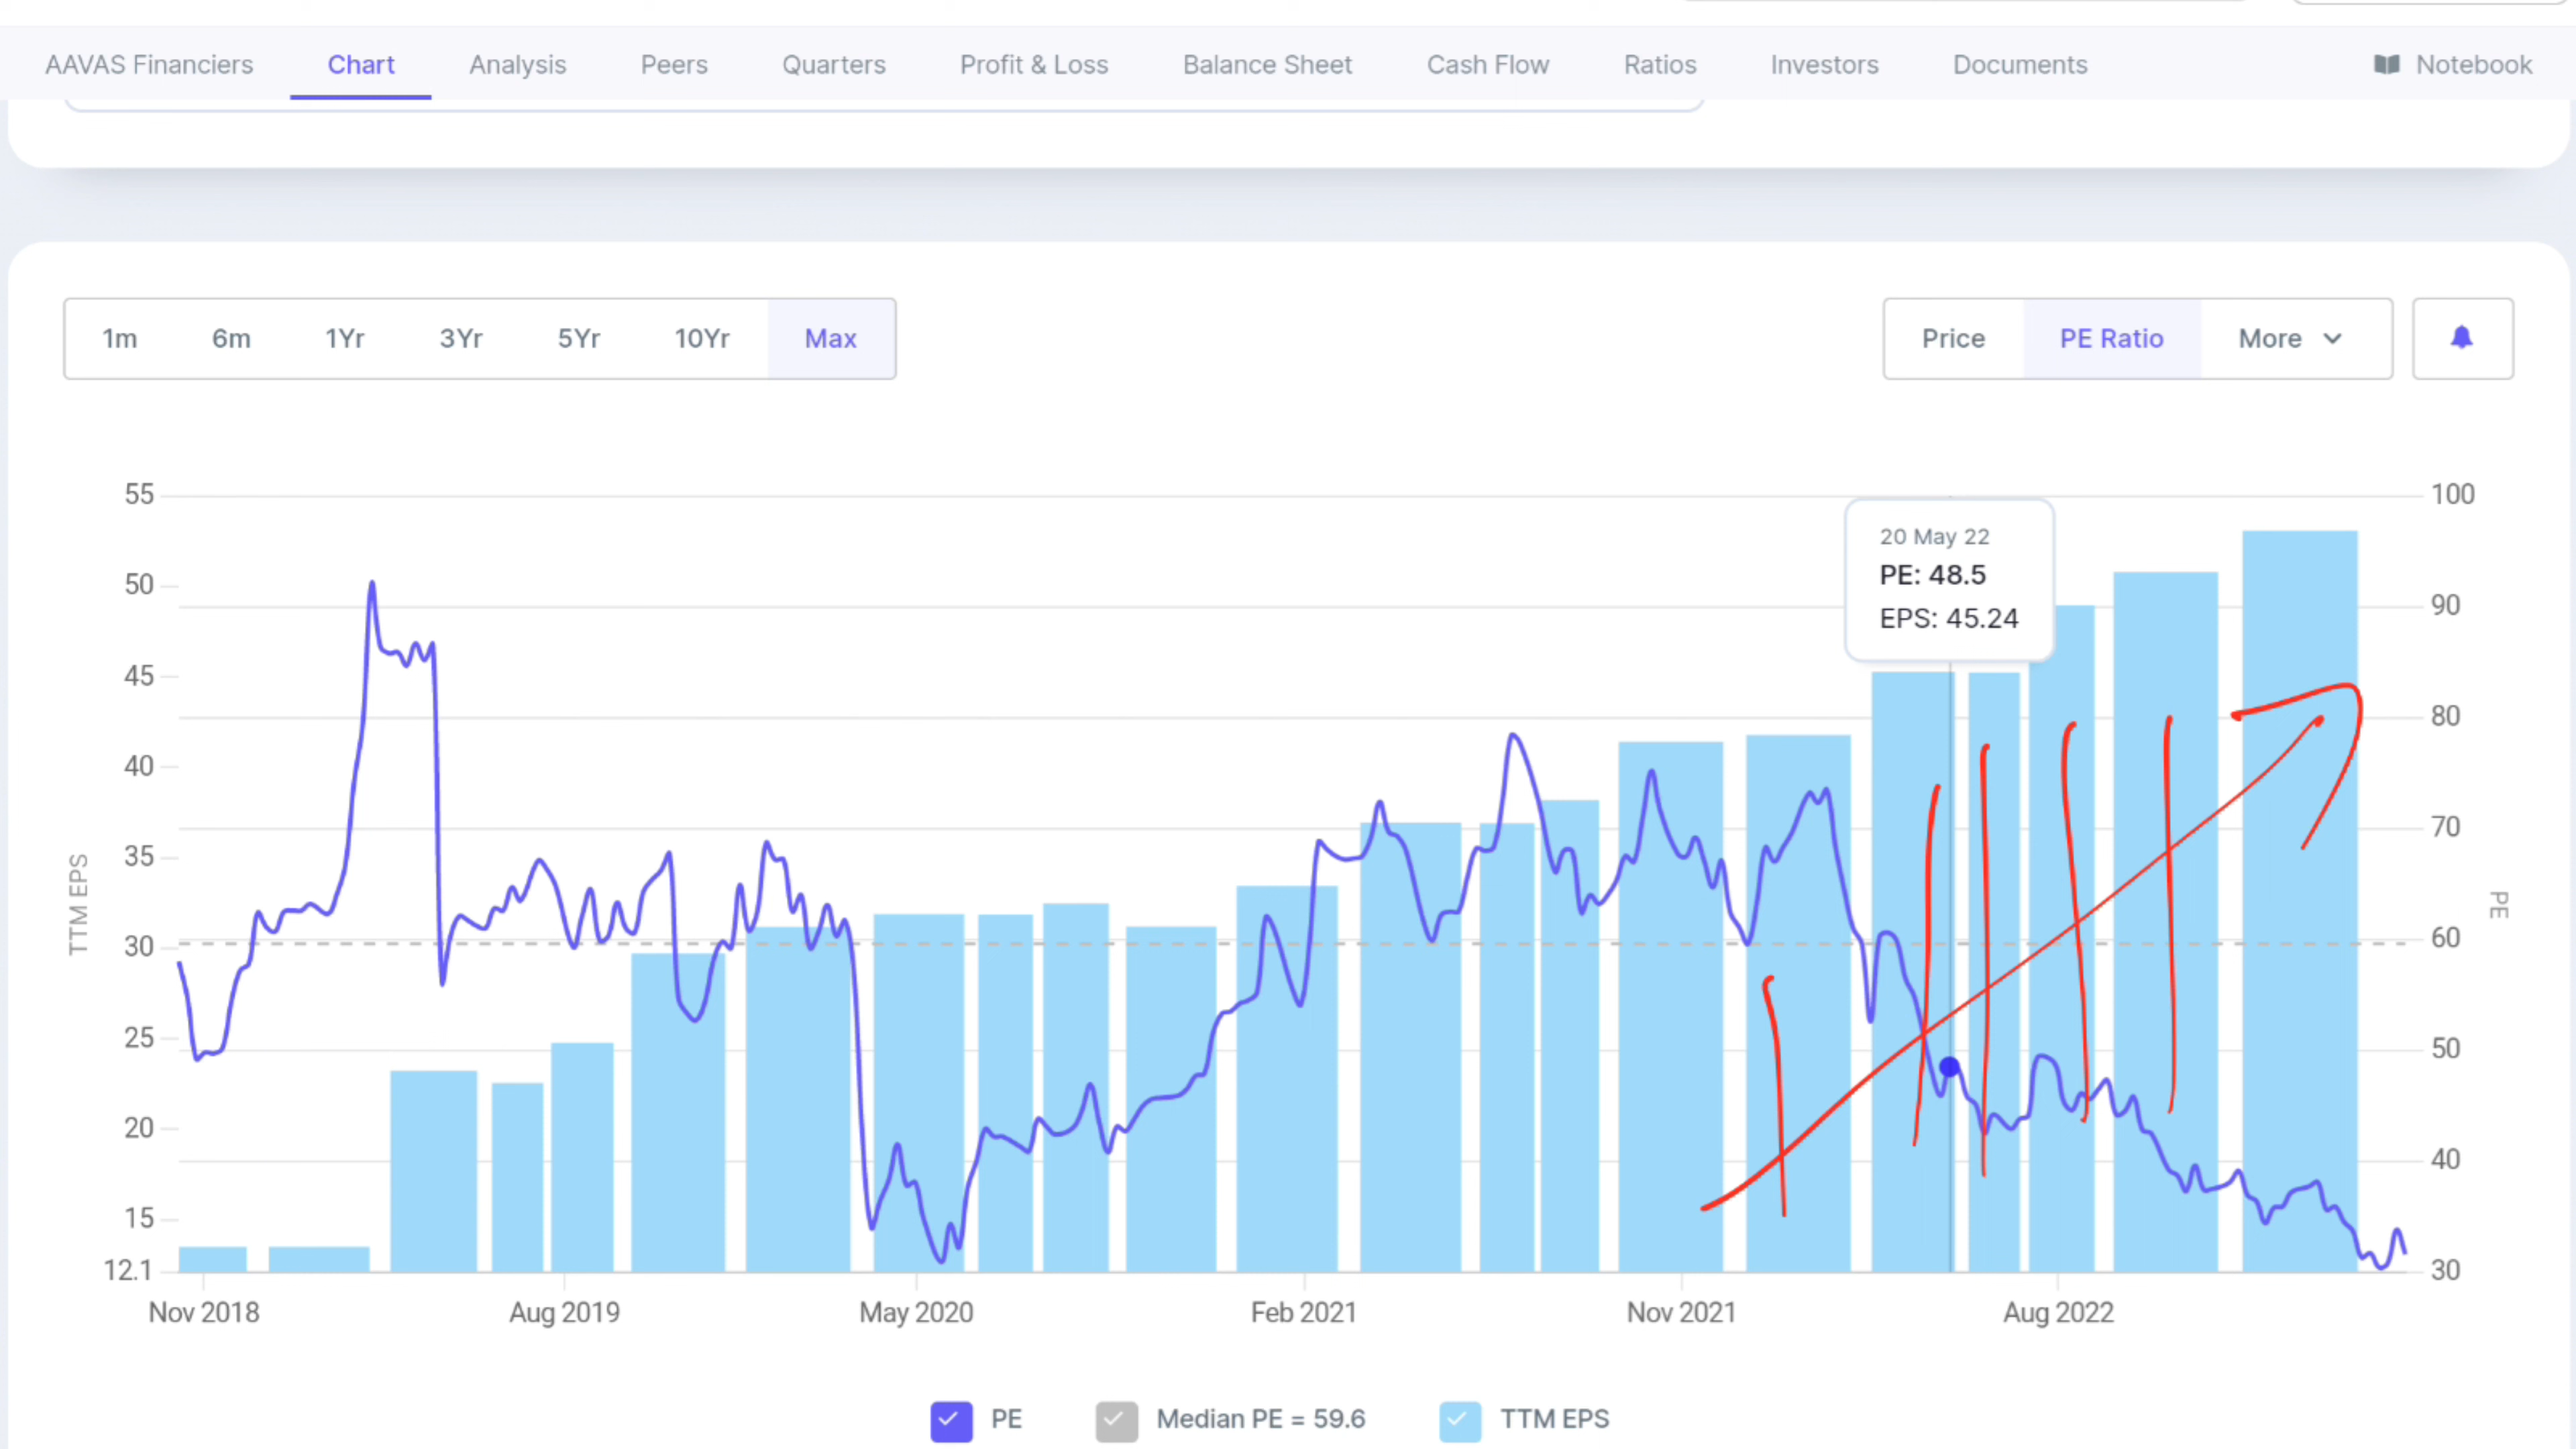 AAVAS Financiers Chart Analysis Peers Quarters Profit & Loss Balance Sheet Cash Flow Ratios Investors Documents Notebook
1m 6m 1Yr 3Yr 5Yr 10Yr Max Price PE Ratio More
55 100
50 90
45 80
40 70
35 60
30 50
25 40
20 30
15
12.1
TTM EPS
PE
20 May 22
PE: 48.5
EPS: 45.24
Nov 2018 Aug 2019 May 2020 Feb 2021 Nov 2021 Aug 2022
PE Median PE = 59.6 TTM EPS